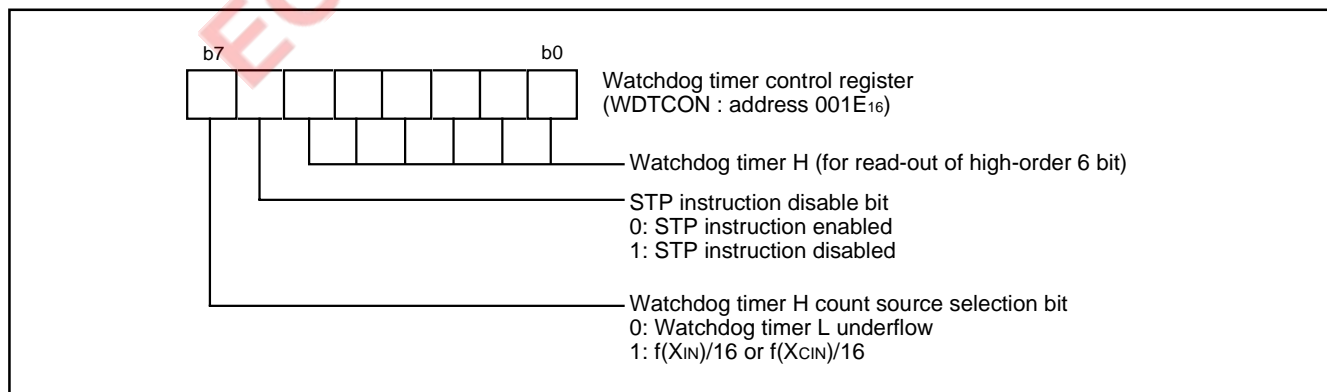 EC
b7 b0
Watchdog timer control register
(WDTCON : address 001E16)
Watchdog timer H (for read-out of high-order 6 bit)
STP instruction disable bit
0: STP instruction enabled
1: STP instruction disabled
Watchdog timer H count source selection bit
0: Watchdog timer L underflow
1: f(XIN)/16 or f(XCIN)/16